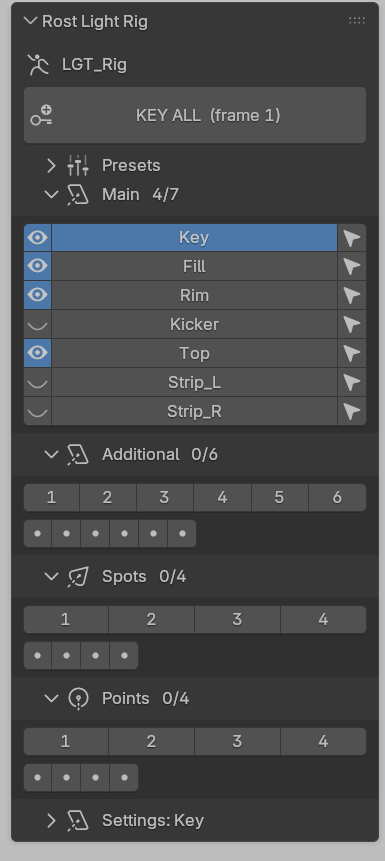 Rost Light Rig
LGT_Rig
KEY ALL (frame 1)
Presets
Main 4/7
Key
Fill
Rim
Kicker
Top
Strip_L
Strip_R
Additional 0/6
1 2 3 4 5 6
Spots 0/4
1 2 3 4
Points 0/4
1 2 3 4
Settings: Key